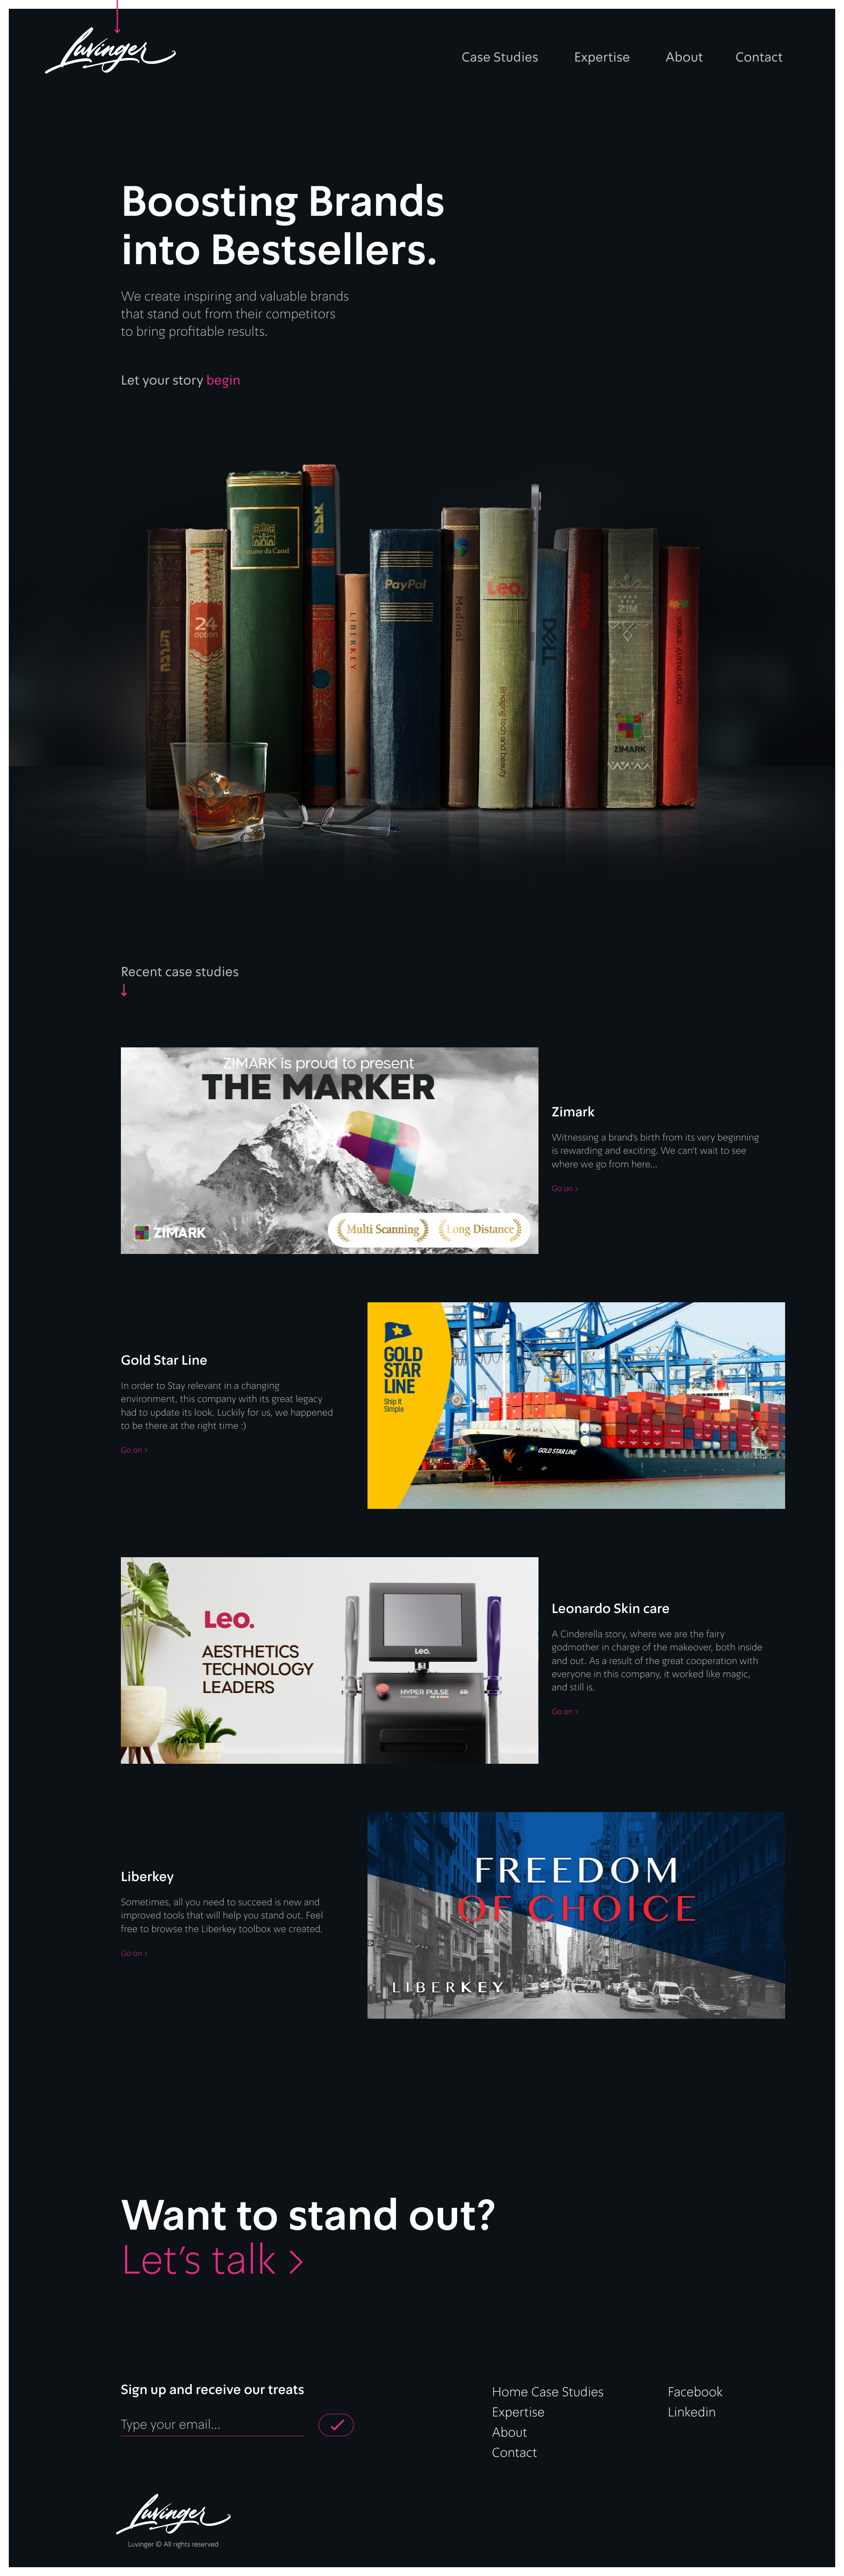 Luvinger
Case Studies
Expertise
About
Contact
Boosting Brands
into Bestsellers.
We create inspiring and valuable brands
that stand out from their competitors
to bring profitable results.
Let your story begin
הערבה
24
option
Domaine du Castel
LIBERKEY
PayPal
Medinol
Leo.
Bridging tech and beauty
DELL
saucony
ZIM
ZIMARK
Recent case studies
ZIMARK is proud to present
THE MARKER
ZIMARK
Multi Scanning
Long Distance
Zimark
Witnessing a brand's birth from its very beginning
is rewarding and exciting. We can't wait to see
where we go from here...
Go on >
Gold Star Line
In order to Stay relevant in a changing
environment, this company with its great legacy
had to update its look. Luckily for us, we happened
to be there at the right time :)
Go on >
GOLD
STAR
LINE
Ship It
Simple
GOLD STAR LINE
Leo.
AESTHETICS
TECHNOLOGY
LEADERS
Leo.
HYPER PULSE
Leonardo Skin care
A Cinderella story, where we are the fairy
godmother in charge of the makeover, both inside
and out. As a result of the great cooperation with
everyone in this company, it worked like magic,
and still is.
Go on >
Liberkey
Sometimes, all you need to succeed is new and
improved tools that will help you stand out. Feel
free to browse the Liberkey toolbox we created.
Go on >
FREEDOM
OF CHOICE
LIBERKEY
Want to stand out?
Let's talk >
Sign up and receive our treats
Type your email...
Home Case Studies
Expertise
About
Contact
Facebook
Linkedin
Luvinger
Luvinger © All rights reserved